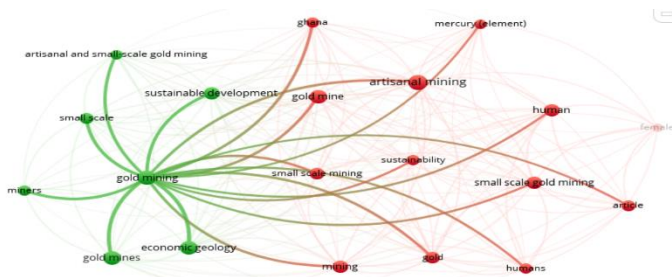 ghana
mercury (element)
artisanal and small-scale gold mining
artisanal mining
sustainable development
gold mine
human
small scale
female
sustainability
small scale mining
gold mining
small scale gold mining
miners
article
economic geology
gold mines
gold
mining
humans